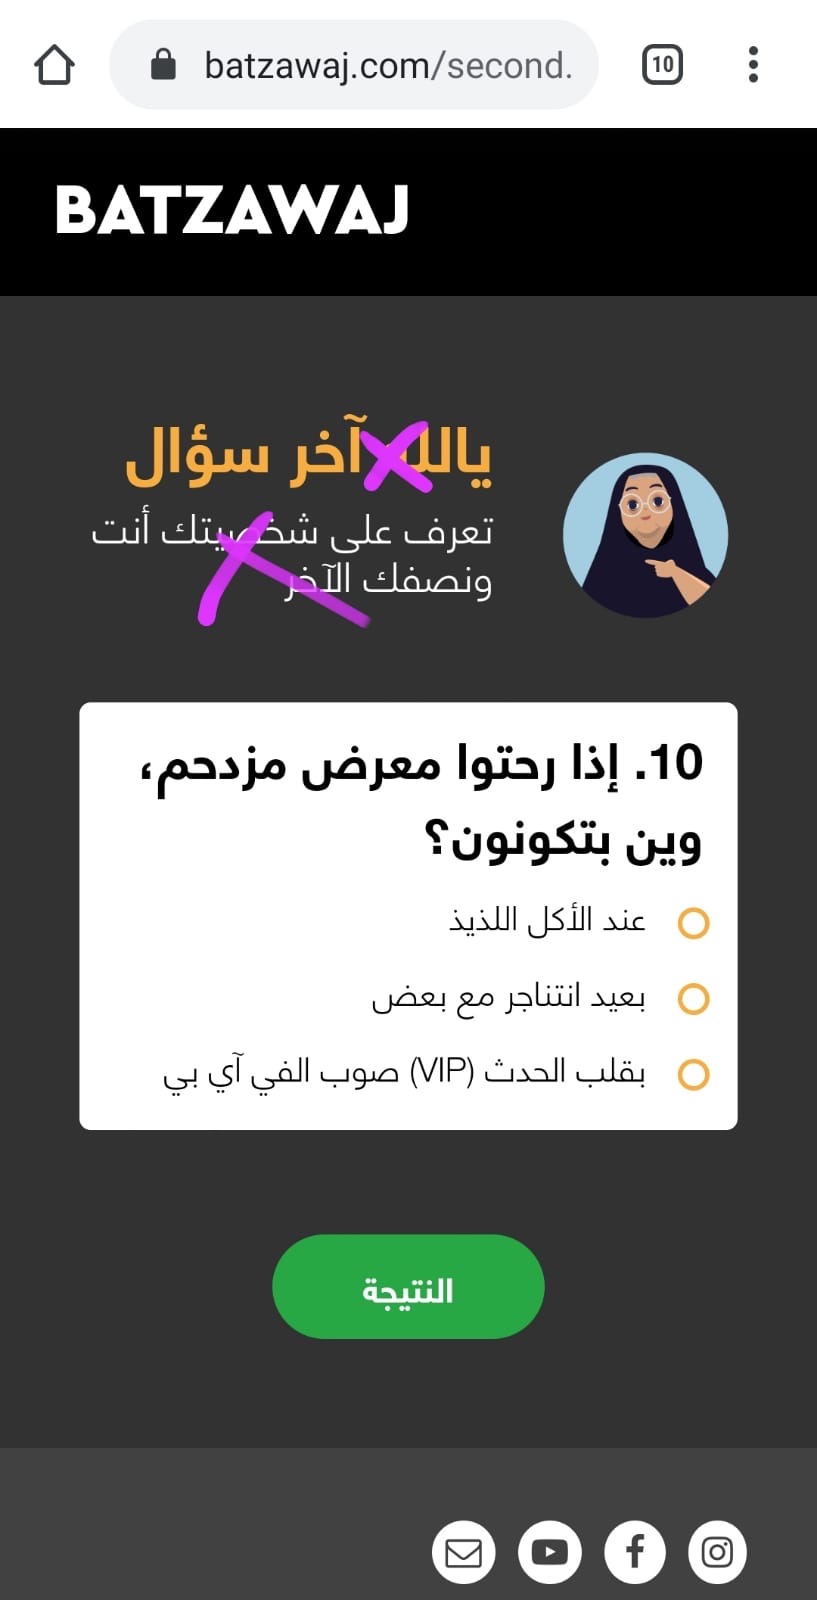 10
batzawaj.com/second.
BATZAWAJ
يالله آخر سؤال
تعرف على شخصيتك أنت
ونصفك الآخر
10. إذا رحتوا معرض مزدحم،
وين بتكونون؟
عند الأكل اللذيذ
بعيد انتناجر مع بعض
بقلب الحدث (VIP) صوب الفي آي بي
النتيجة